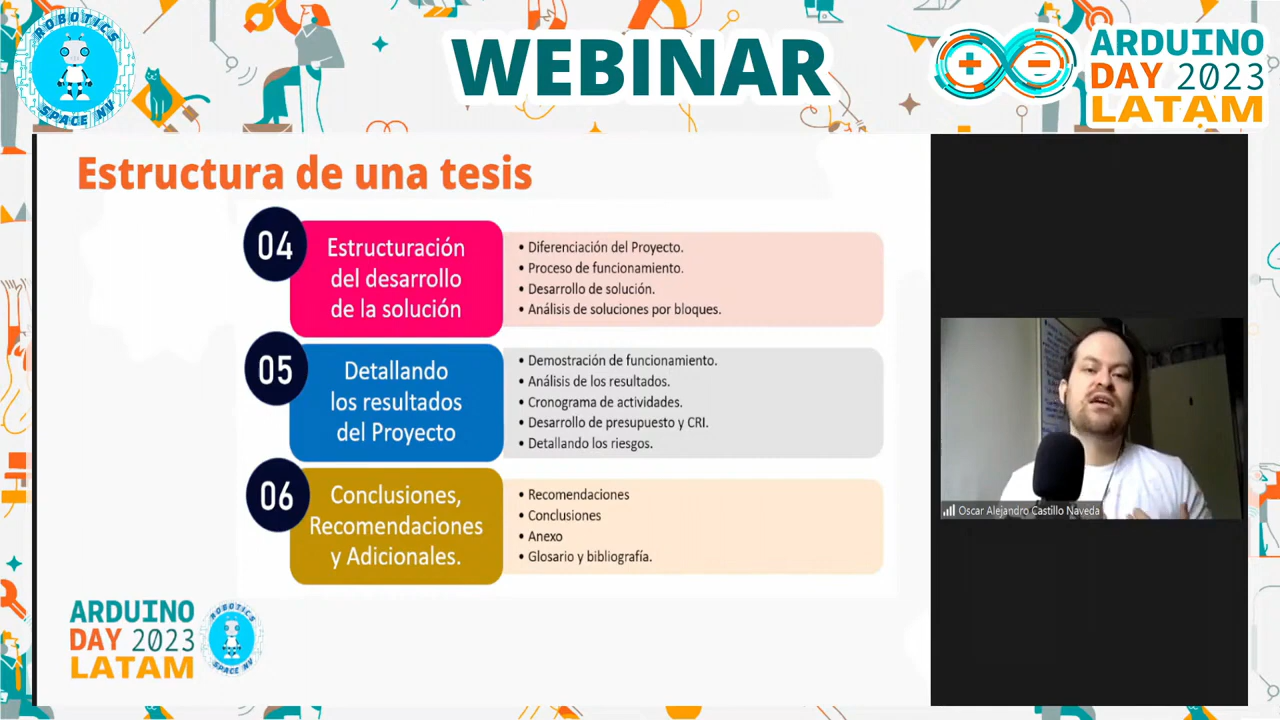 ROBOTICS
SPACE NV
WEBINAR
ARDUINO
DAY 2023
LATAM
Estructura de una tesis
04
Estructuración
del desarrollo
de la solución
• Diferenciación del Proyecto.
• Proceso de funcionamiento.
• Desarrollo de solución.
• Análisis de soluciones por bloques.
05
Detallando
los resultados
del Proyecto
• Demostración de funcionamiento.
• Análisis de los resultados.
• Cronograma de actividades.
• Desarrollo de presupuesto y CRI.
• Detallando los riesgos.
06
Conclusiones,
Recomendaciones
y Adicionales.
• Recomendaciones
• Conclusiones
• Anexo
• Glosario y bibliografía.
Oscar Alejandro Castillo Naveda
ARDUINO
DAY 2023
LATAM
ROBOTICS
SPACE NV